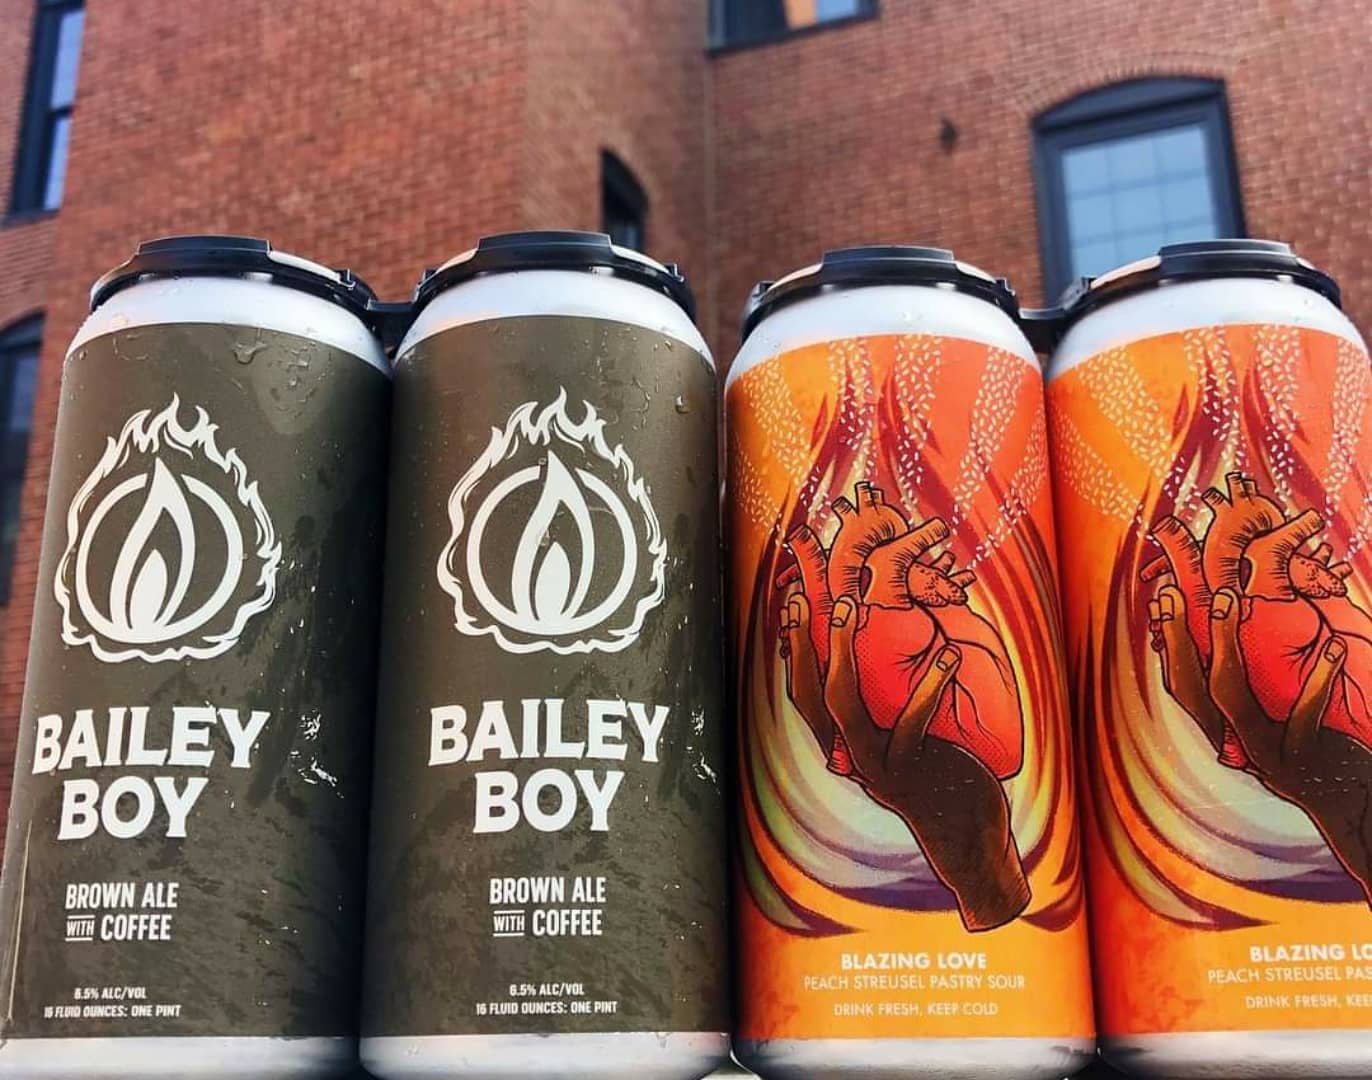 BAILEY
BOY
BROWN ALE
WITH COFFEE
6.5% ALC/VOL
16 FLUID OUNCES: ONE PINT
BAILEY
BOY
BROWN ALE
WITH COFFEE
6.5% ALC/VOL
16 FLUID OUNCES: ONE PINT
BLAZING LOVE
PEACH STREUSEL PASTRY SOUR
DRINK FRESH, KEEP COLD
BLAZING LO
PEACH STREUSEL PAS
DRINK FRESH, KEE